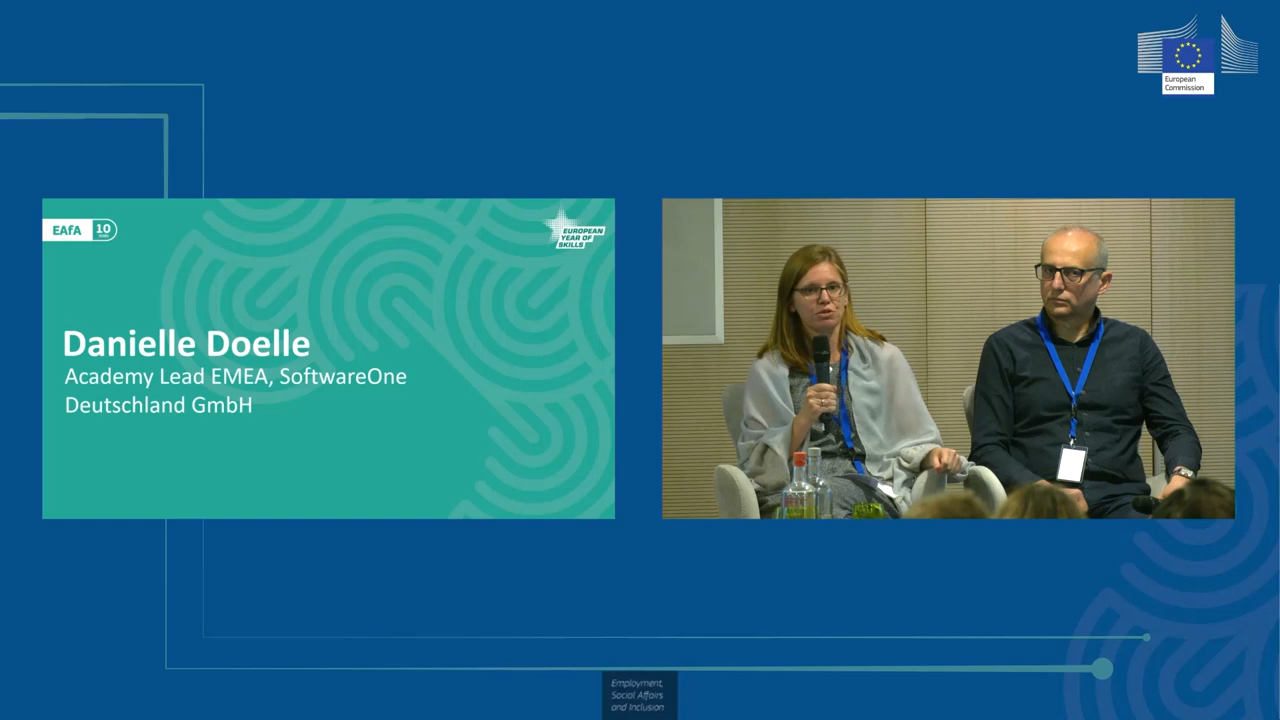 European
Commission
EAfA
10
EUROPEAN
YEAR OF
SKILLS
Danielle Doelle
Academy Lead EMEA, SoftwareOne
Deutschland GmbH
Employment,
Social Affairs
and Inclusion